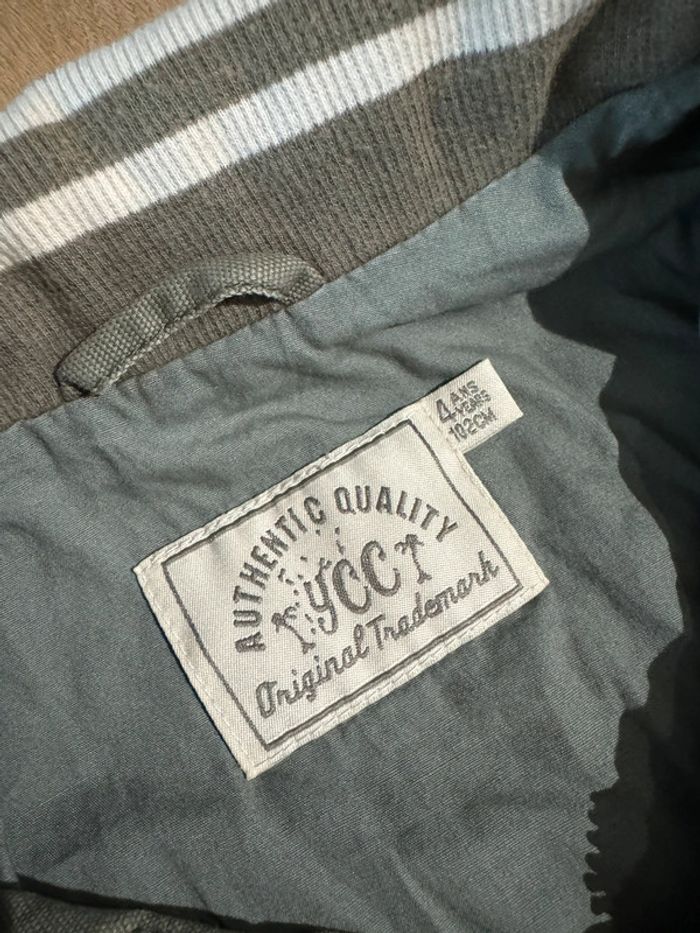 4 ANS
YEARS
102CM
AUTHENTIC QUALITY
YCC
Original Trademark